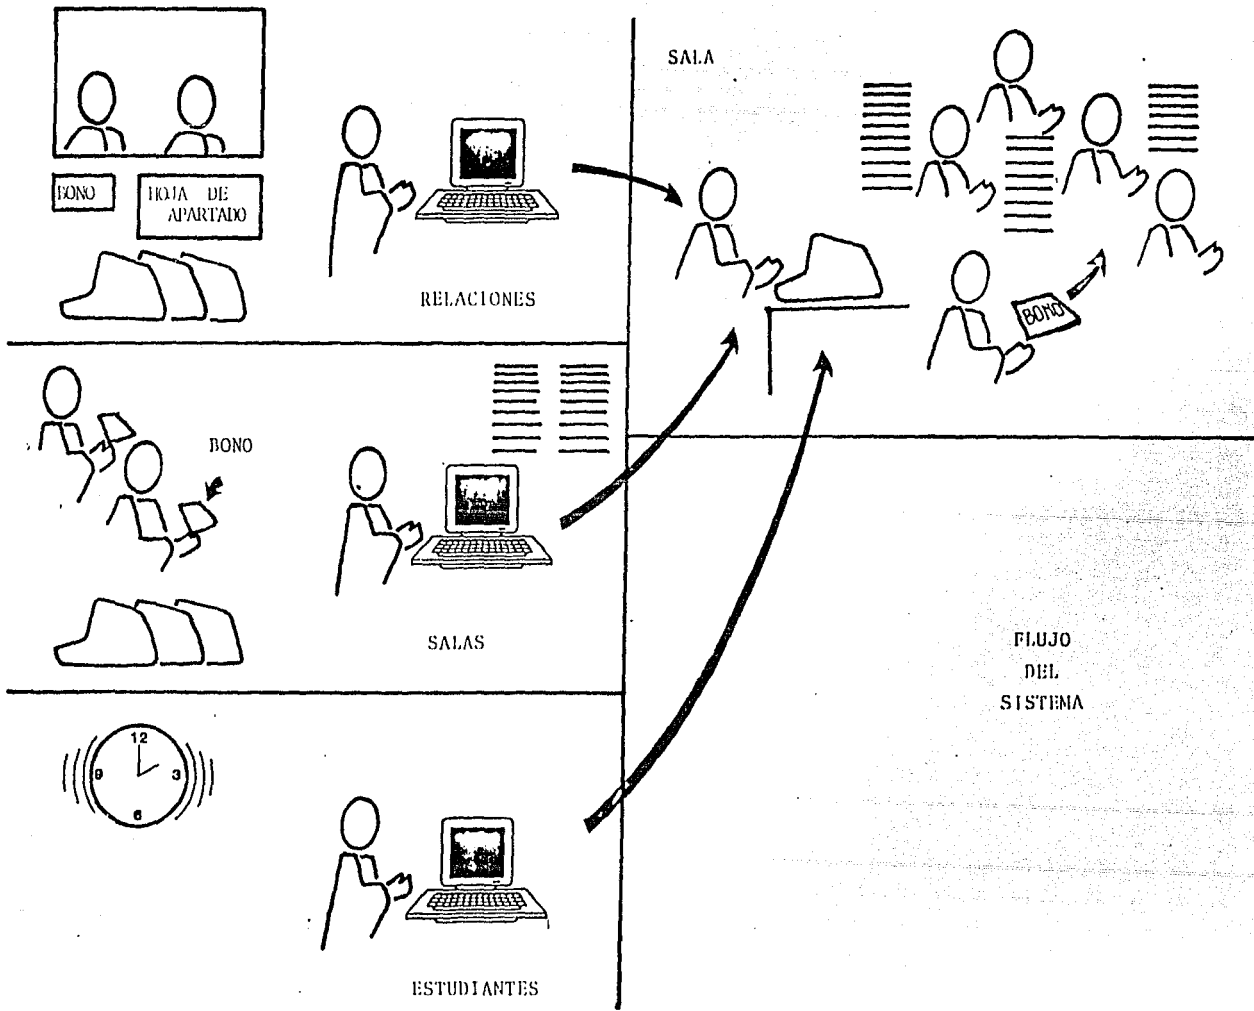 BONO
HOJA DE
APARTADO
RELACIONES
BONO
SALAS
12
9
3
6
ESTUDIANTES
SALA
BONO
FLUJO
DEL
SISTEMA